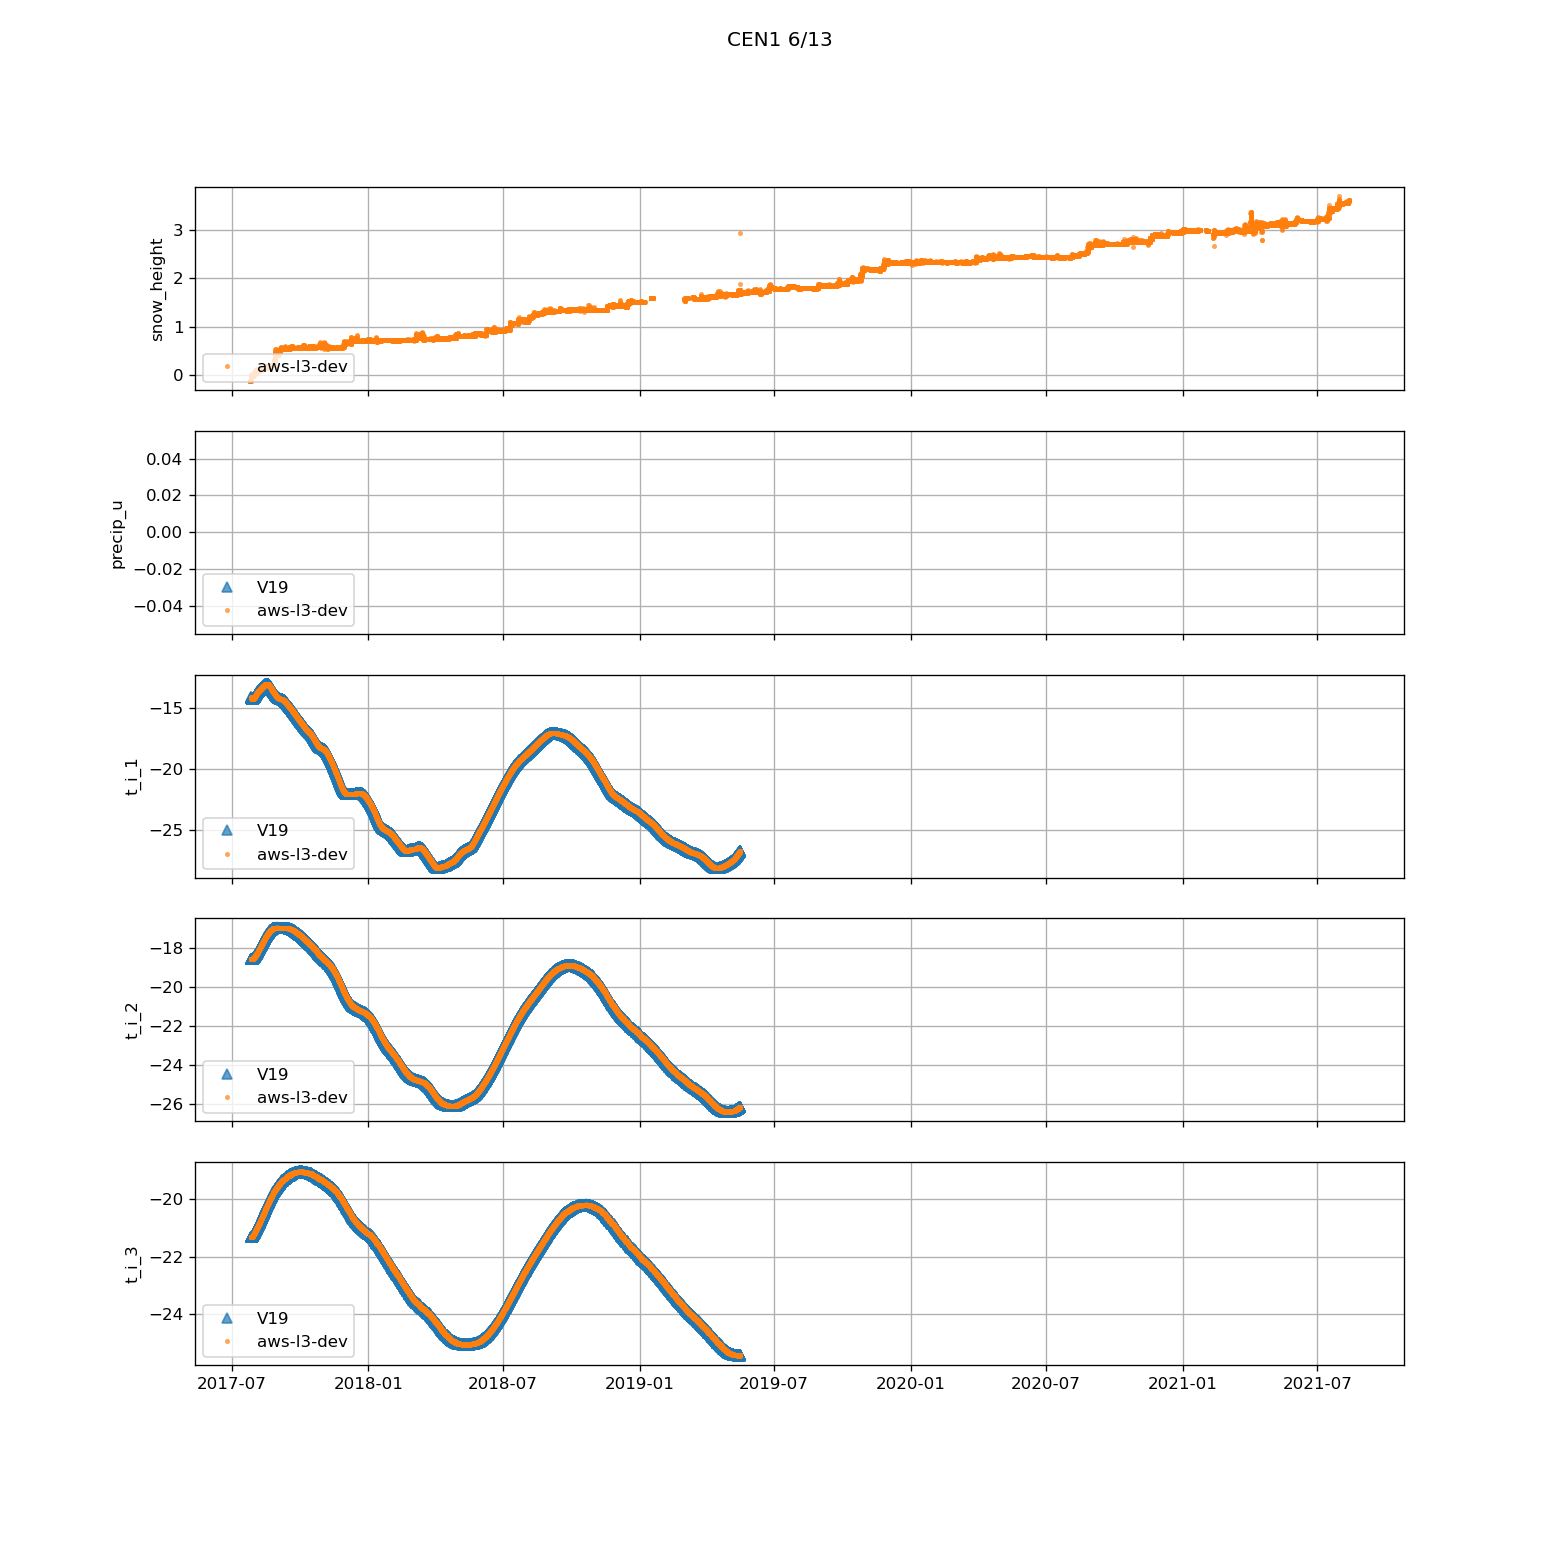 CEN1 6/13
snow_height
3
2
1
0
aws-l3-dev
precip_u
0.04
0.02
0.00
−0.02
−0.04
V19
aws-l3-dev
t_i_1
−15
−20
−25
V19
aws-l3-dev
t_i_2
−18
−20
−22
−24
−26
V19
aws-l3-dev
t_i_3
−20
−22
−24
V19
aws-l3-dev
2017-07 2018-01 2018-07 2019-01 2019-07 2020-01 2020-07 2021-01 2021-07